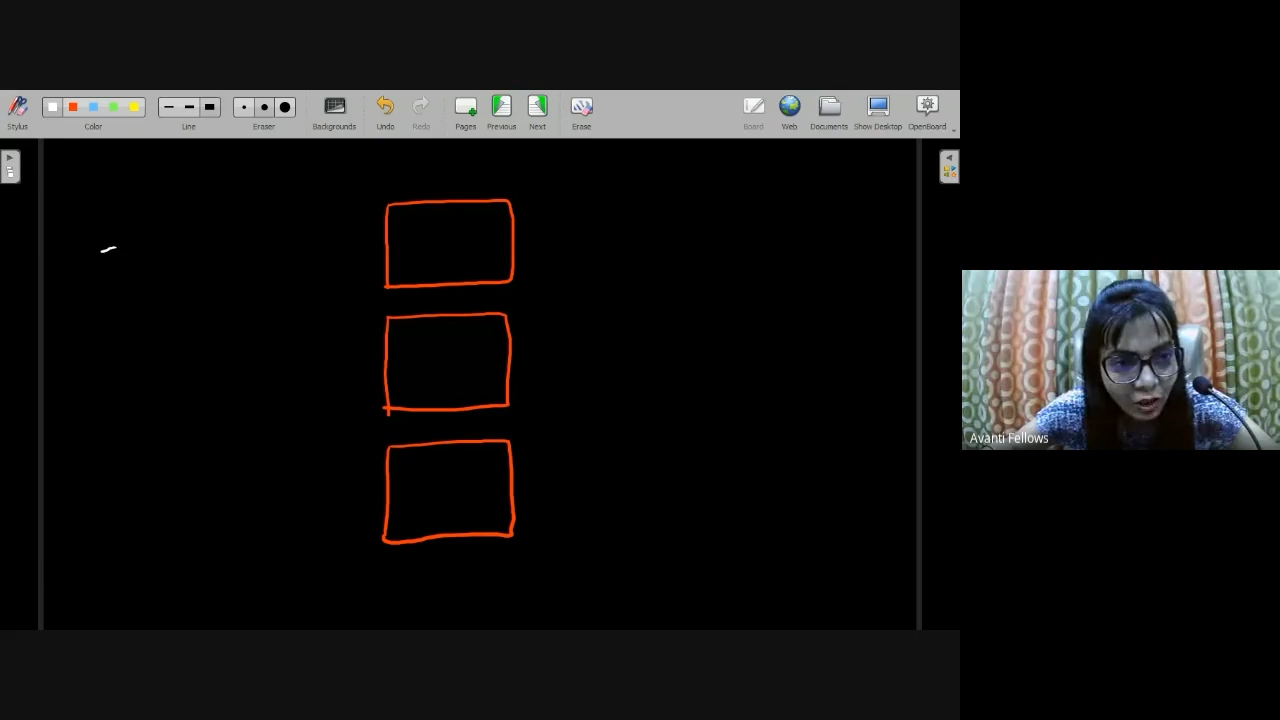 Stylus
Color
Line
Eraser
Backgrounds
Undo
Redo
Pages
Previous
Next
Erase
Board
Web
Documents
Show Desktop
OpenBoard
Avanti Fellows